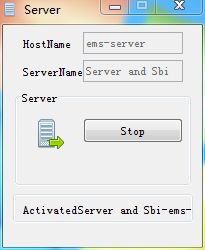 Server
HostName ems-server
ServerName Server and Sbi
Server
Stop
ActivatedServer and Sbi-ems-